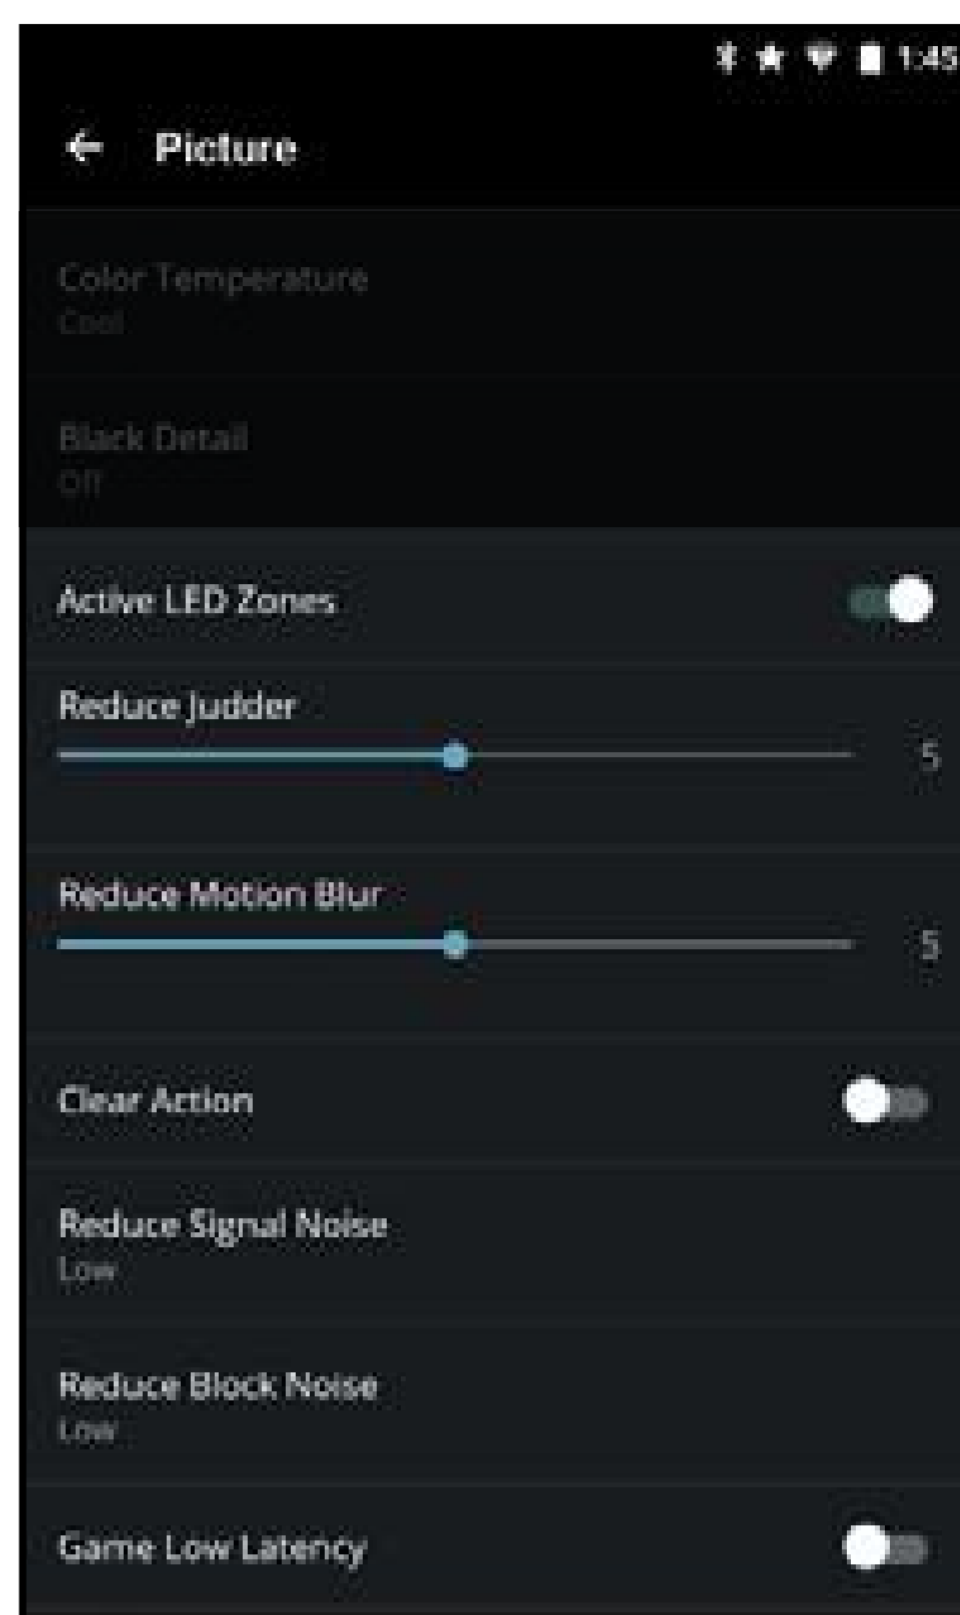 1:45
Picture
Color Temperature
Cool
Black Detail
Off
Active LED Zones
Reduce Judder
5
Reduce Motion Blur
5
Clear Action
Reduce Signal Noise
Low
Reduce Block Noise
Low
Game Low Latency